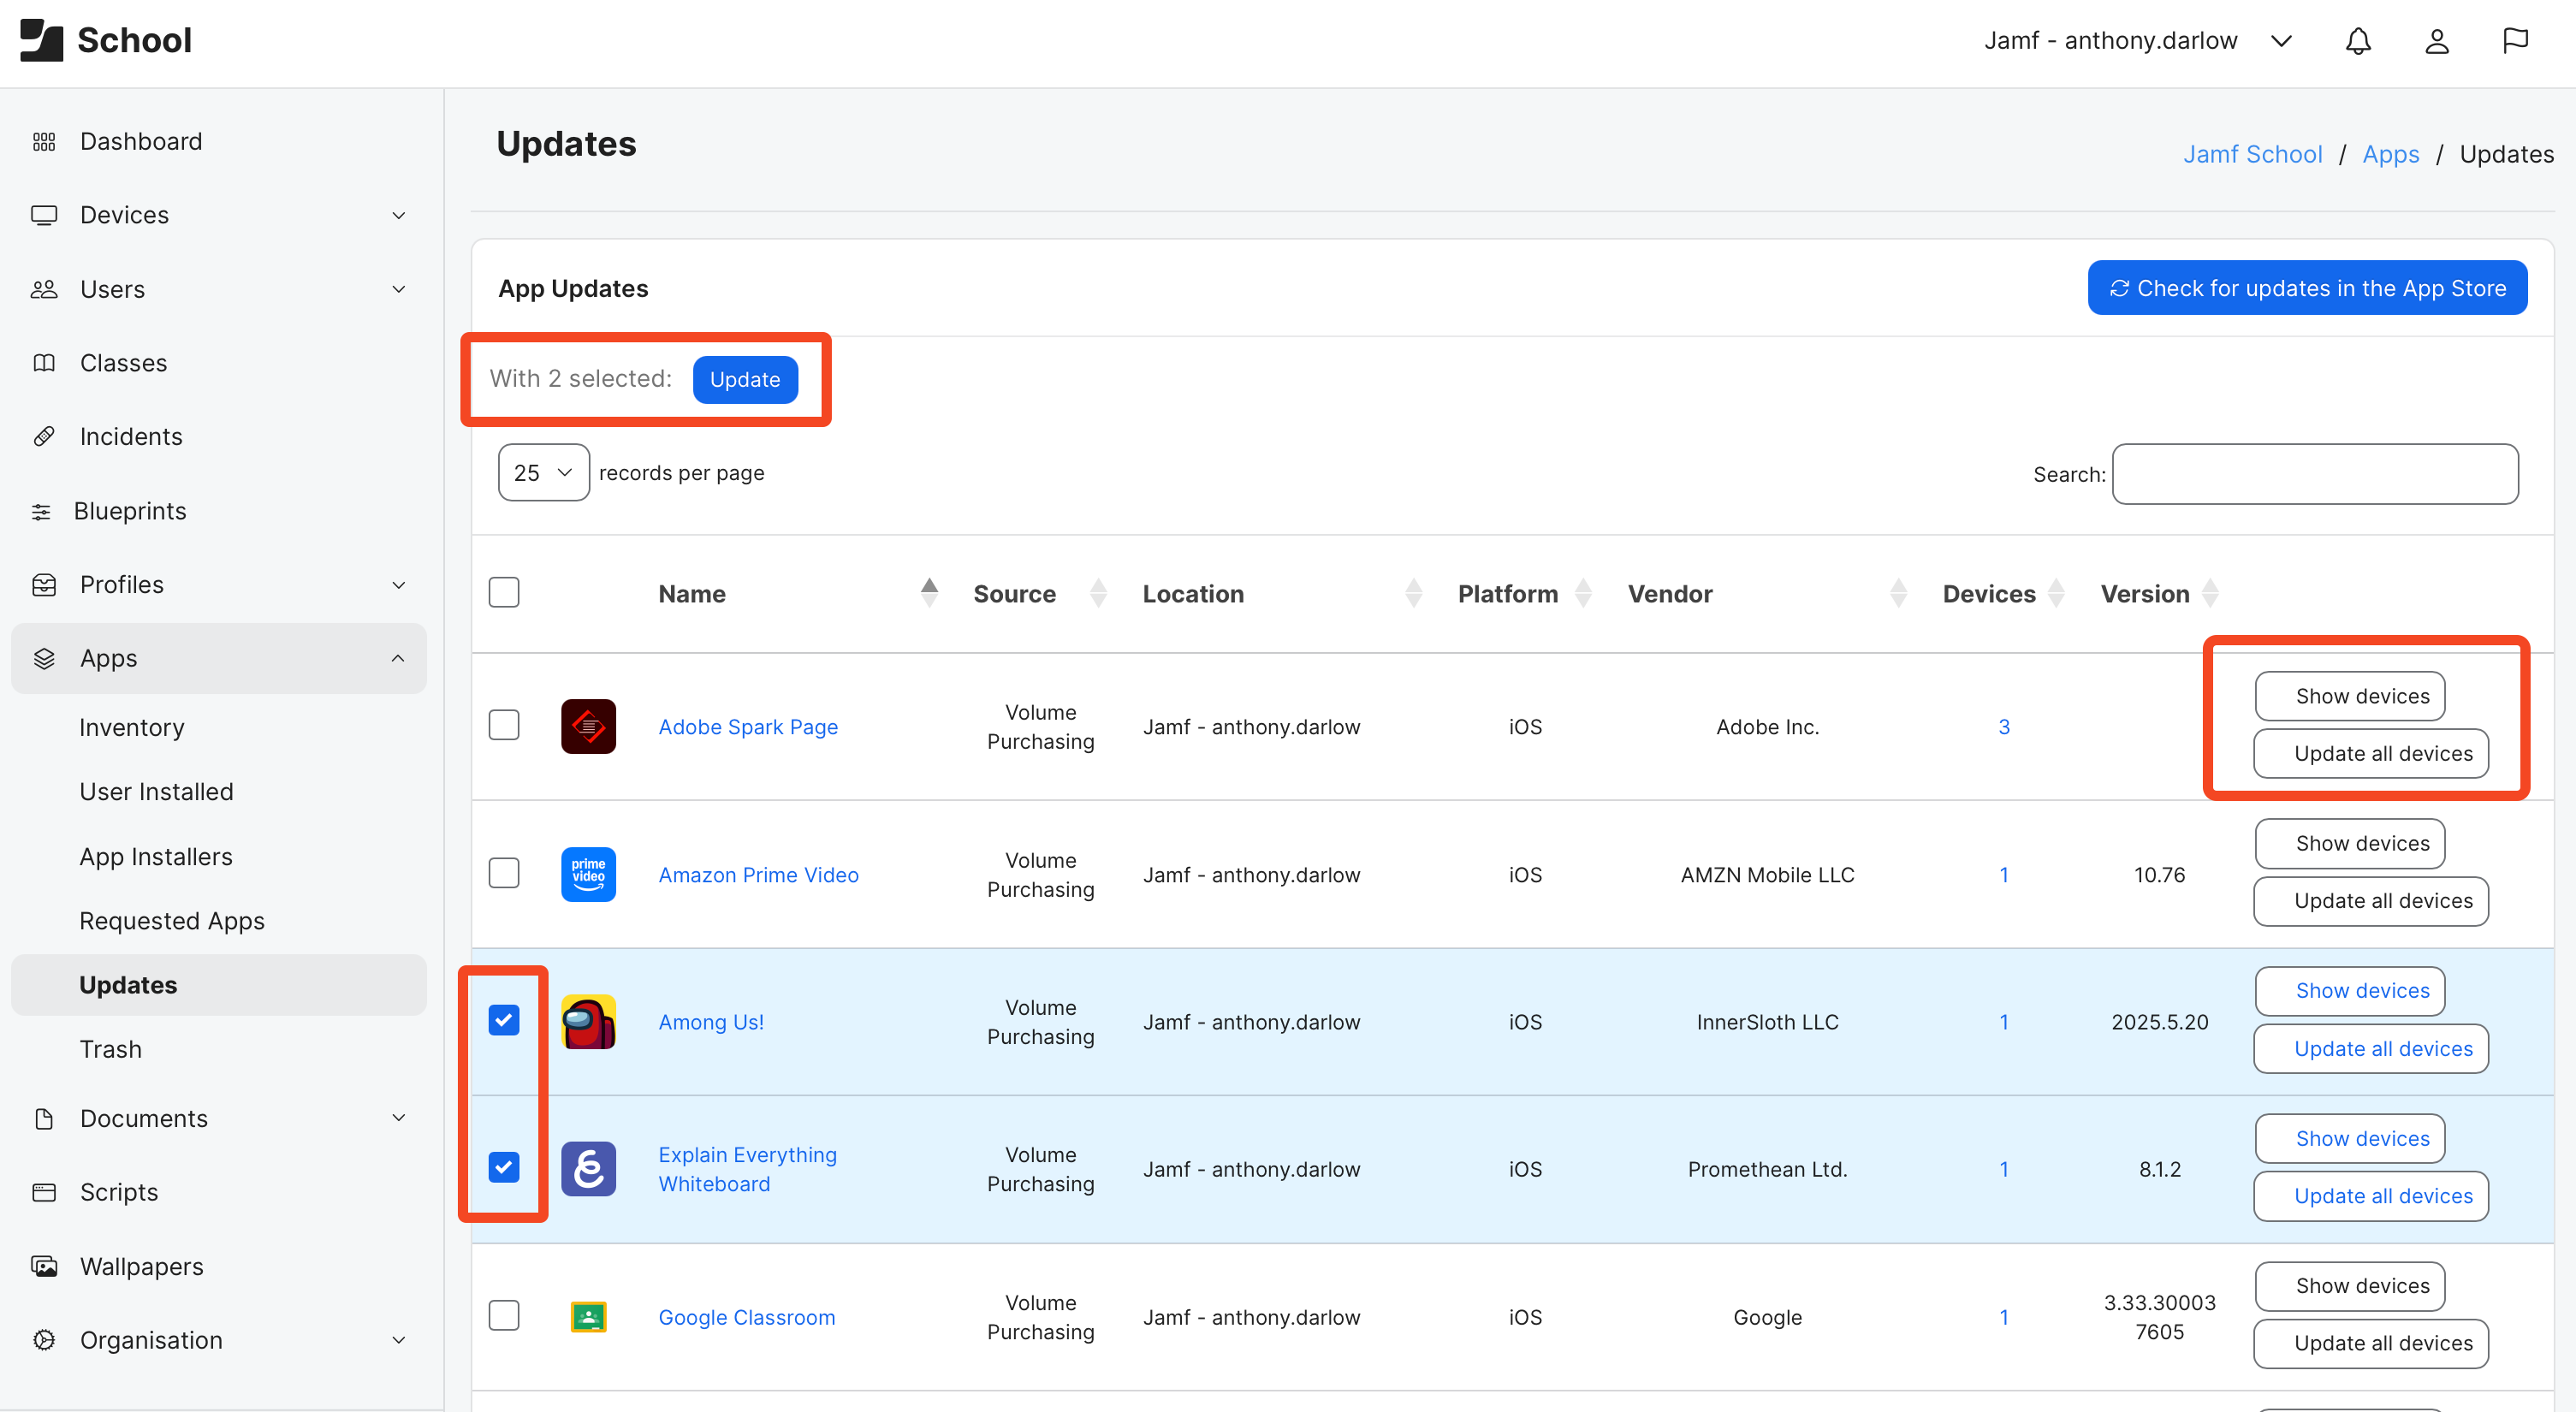 School
Jamf - anthony.darlow
Dashboard
Devices
Users
Classes
Incidents
Blueprints
Profiles
Apps
Inventory
User Installed
App Installers
Requested Apps
Updates
Trash
Documents
Scripts
Wallpapers
Organisation
Updates
Jamf School / Apps / Updates
App Updates
Check for updates in the App Store
With 2 selected: Update
25 records per page
Search:
Name Source Location Platform Vendor Devices Version
Adobe Spark Page
Volume
Purchasing
Jamf - anthony.darlow
iOS
Adobe Inc.
3
Show devices
Update all devices
prime
video
Amazon Prime Video
Volume
Purchasing
Jamf - anthony.darlow
iOS
AMZN Mobile LLC
1
10.76
Show devices
Update all devices
Among Us!
Volume
Purchasing
Jamf - anthony.darlow
iOS
InnerSloth LLC
1
2025.5.20
Show devices
Update all devices
Explain Everything
Whiteboard
Volume
Purchasing
Jamf - anthony.darlow
iOS
Promethean Ltd.
1
8.1.2
Show devices
Update all devices
Google Classroom
Volume
Purchasing
Jamf - anthony.darlow
iOS
Google
1
3.33.30003
7605
Show devices
Update all devices